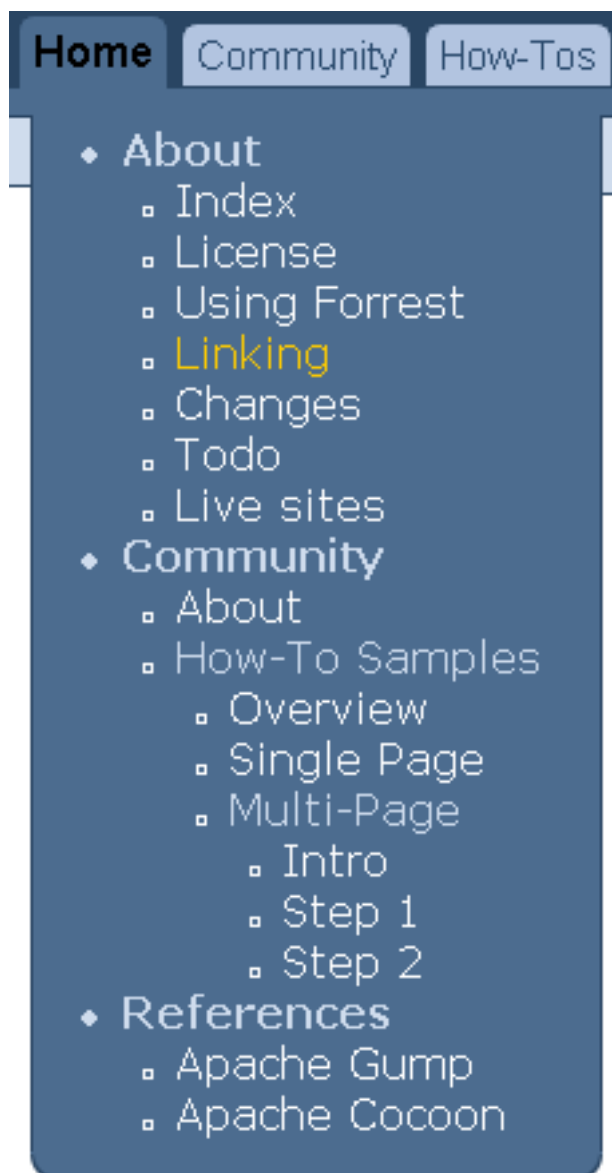 Home Community How-Tos
About
Index
License
Using Forrest
Linking
Changes
Todo
Live sites
Community
About
How-To Samples
Overview
Single Page
Multi-Page
Intro
Step 1
Step 2
References
Apache Gump
Apache Cocoon